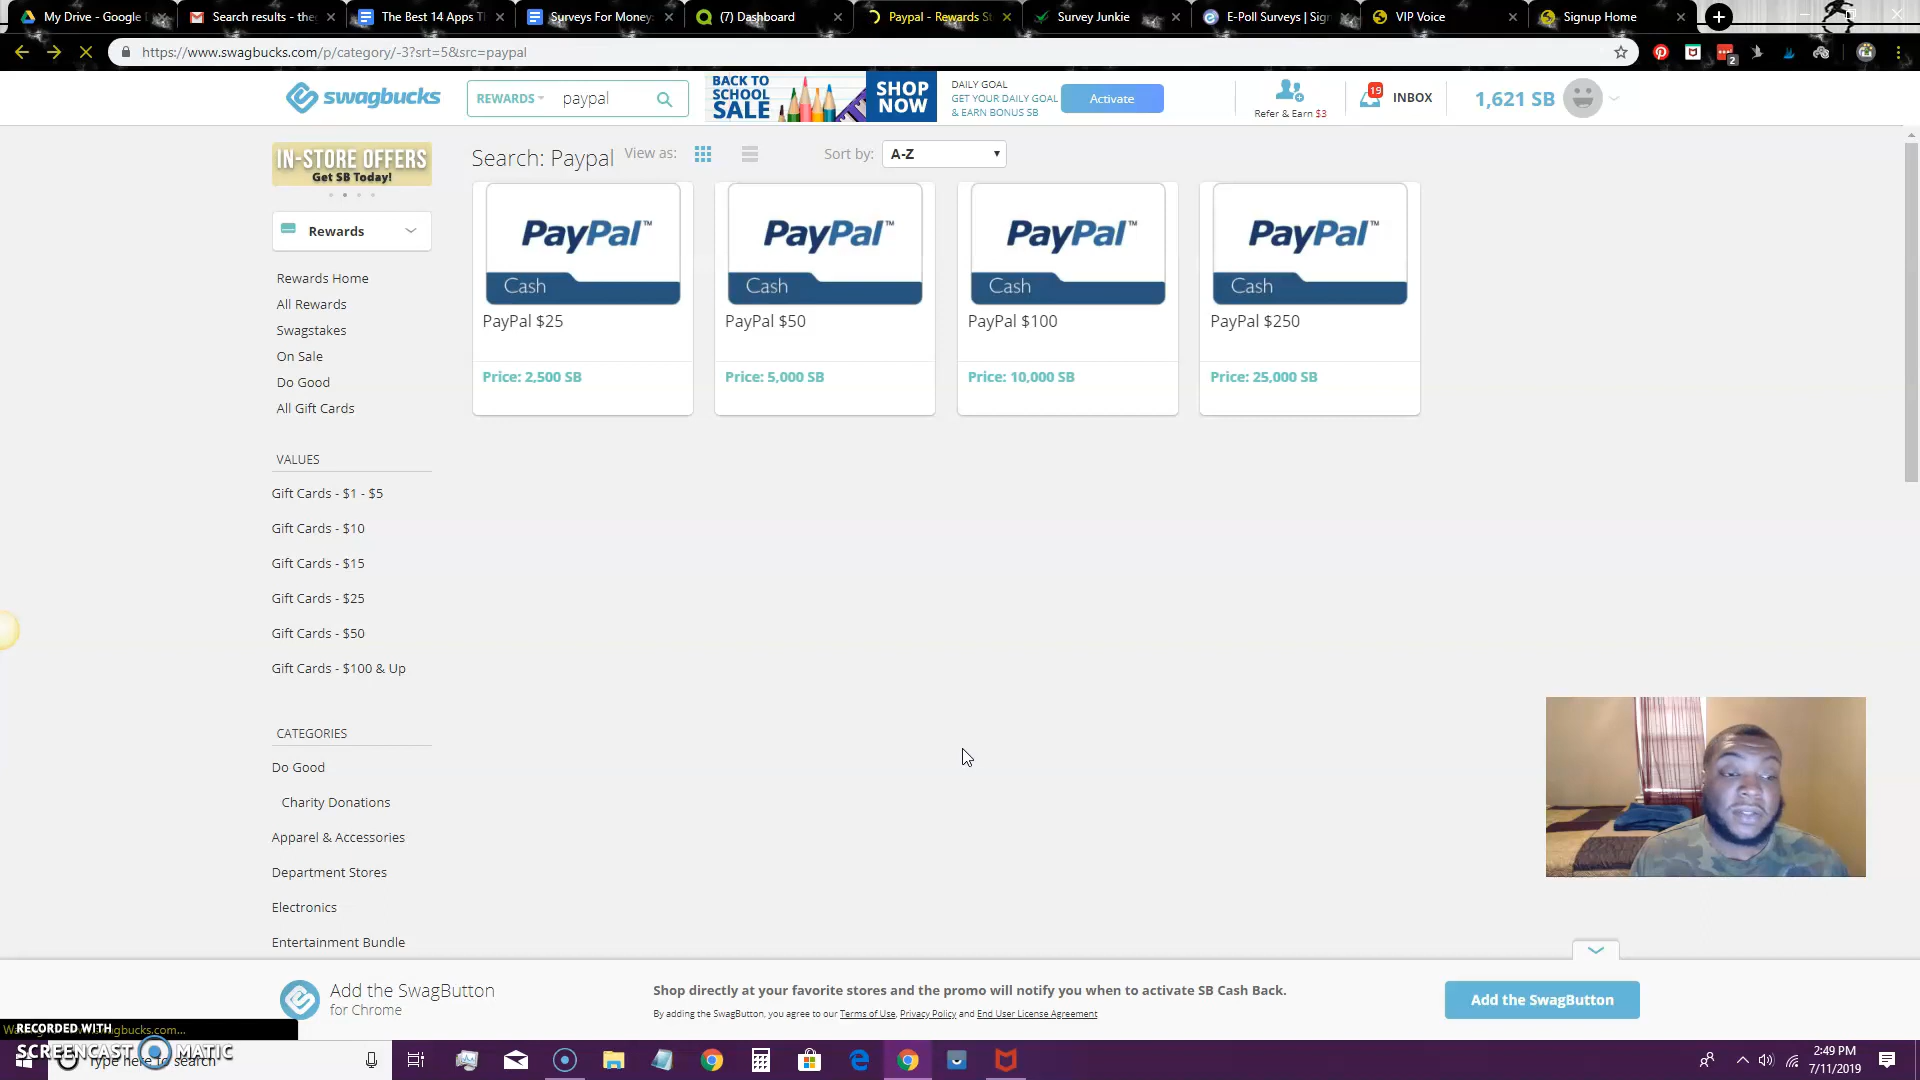 My Drive - Google
Search results - the
The Best 14 Apps T
Surveys For Money
(7) Dashboard
Paypal - Rewards St
Survey Junkie
E-Poll Surveys | Sig
VIP Voice
Signup Home
https://www.swagbucks.com/p/category/-3?srt=5&src=paypal
2
swagbucks
REWARDS
paypal
BACK TO SCHOOL SALE
SHOP NOW
DAILY GOAL
GET YOUR DAILY GOAL
& EARN BONUS SB
Activate
Refer & Earn $3
19
INBOX
1,621 SB
IN-STORE OFFERS
Get SB Today!
Search: Paypal
View as:
Sort by:
A-Z
Rewards
PayPal™
Cash
PayPal $25
Price: 2,500 SB
PayPal™
Cash
PayPal $50
Price: 5,000 SB
PayPal™
Cash
PayPal $100
Price: 10,000 SB
PayPal™
Cash
PayPal $250
Price: 25,000 SB
Rewards Home
All Rewards
Swagstakes
On Sale
Do Good
All Gift Cards
VALUES
Gift Cards - $1 - $5
Gift Cards - $10
Gift Cards - $15
Gift Cards - $25
Gift Cards - $50
Gift Cards - $100 & Up
CATEGORIES
Do Good
Charity Donations
Apparel & Accessories
Department Stores
Electronics
Entertainment Bundle
Add the SwagButton
for Chrome
Shop directly at your favorite stores and the promo will notify you when to activate SB Cash Back.
By adding the SwagButton, you agree to our Terms of Use, Privacy Policy and End User License Agreement
Add the SwagButton
RECORDED WITH
SCREENCAST MATIC
Type here to search
2:49 PM
7/11/2019